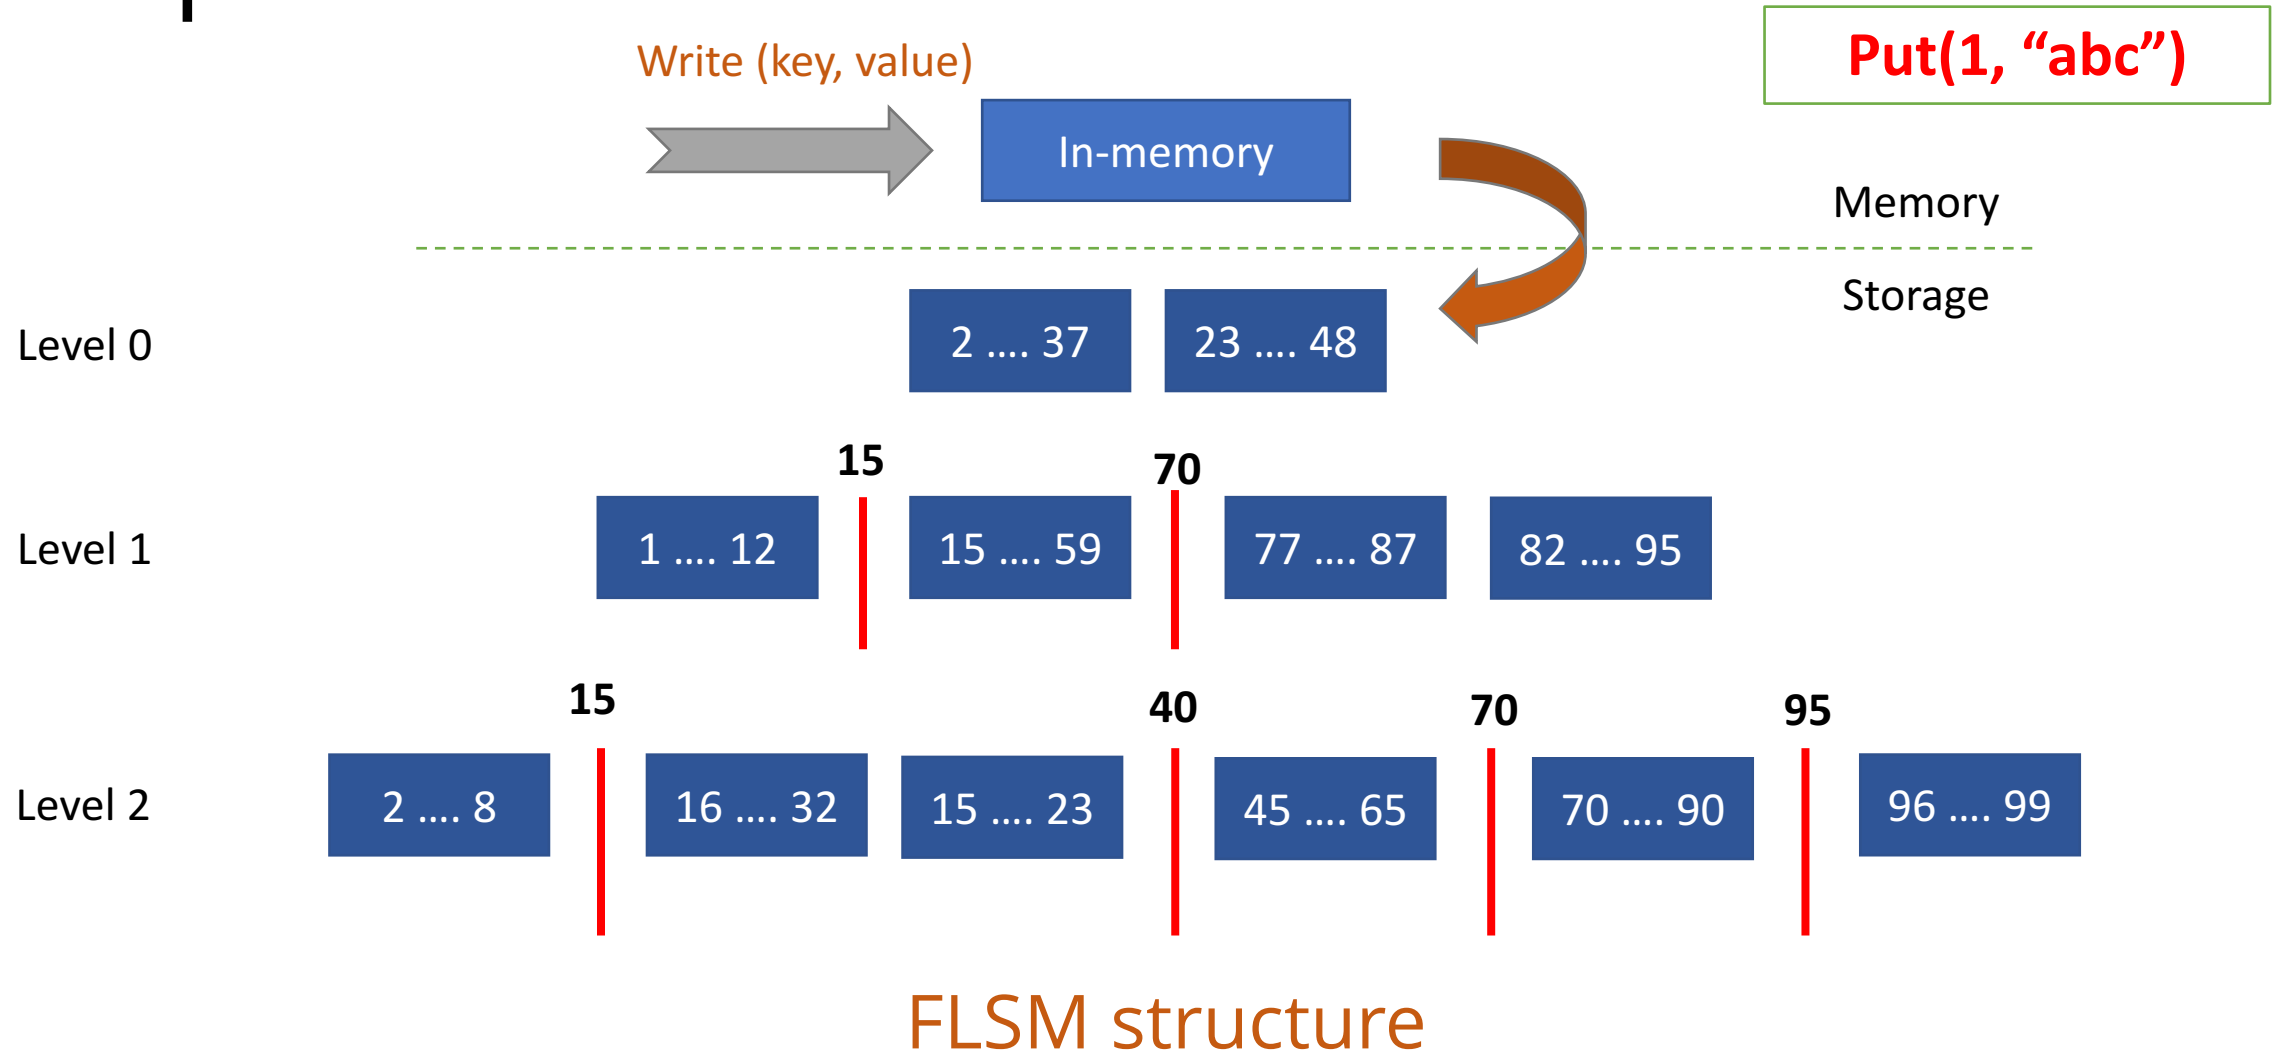 Write (key, value)
Put(1, “abc”)
In-memory
Memory
Storage
Level 0
2 .... 37
23 .... 48
15
70
Level 1
1 .... 12
15 .... 59
77 .... 87
82 .... 95
15
40
70
95
Level 2
2 .... 8
16 .... 32
15 .... 23
45 .... 65
70 .... 90
96 .... 99
FLSM structure